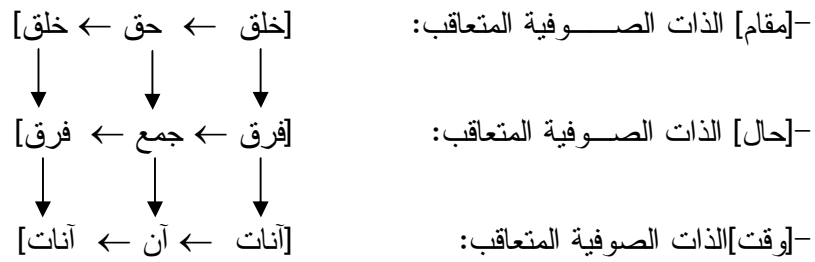 -[مقام] الذات الصـــوفية المتعاقب: [خلق ← حق ← خلق]
-[حال] الذات الصـــوفية المتعاقب: [فرق ← جمع ← فرق]
-[وقت]الذات الصوفية المتعاقب: [آنات ← آن ← آنات]